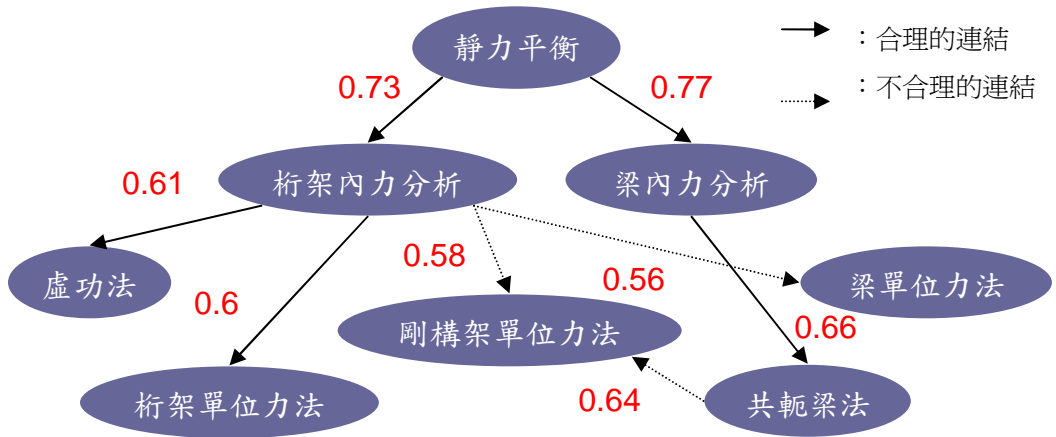 靜力平衡
：合理的連結
：不合理的連結
0.73
0.77
桁架內力分析
梁內力分析
0.61
0.58
0.56
虛功法
0.6
梁單位力法
剛構架單位力法
0.66
0.64
桁架單位力法
共軛梁法